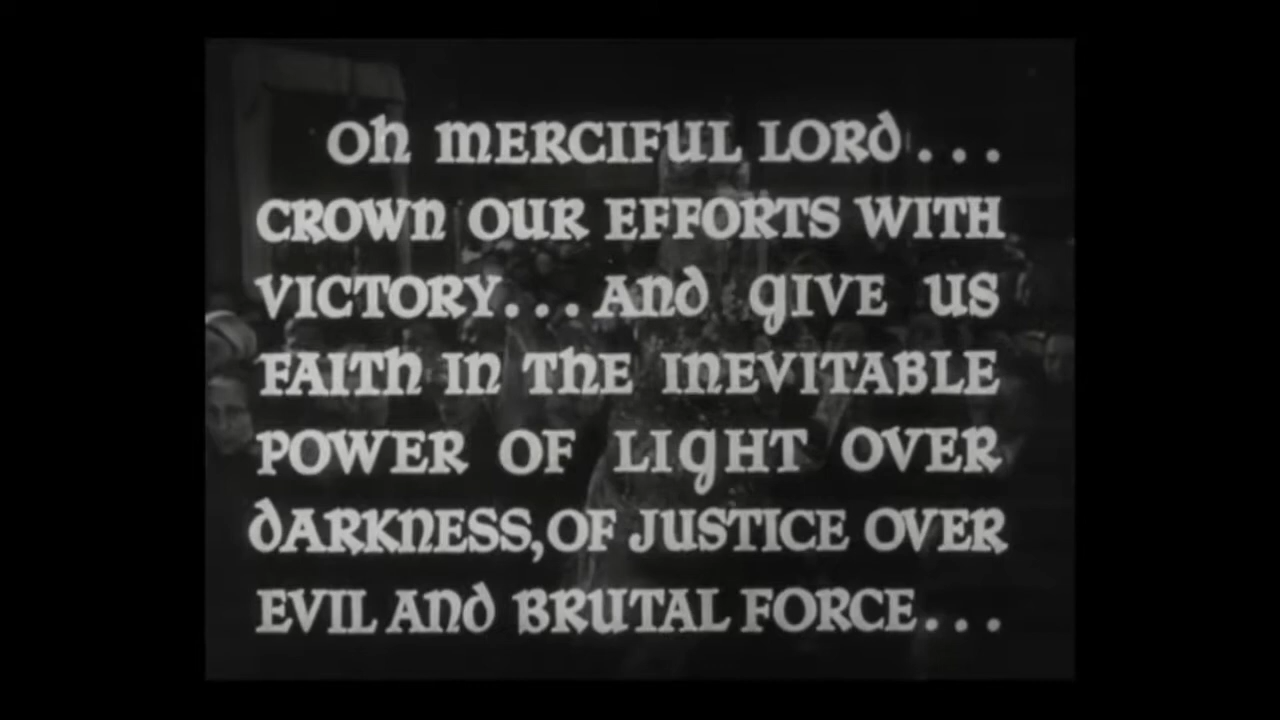 Oh MERCIFUL LORd...
CROWN OUR EFFORTS WITH
VICTORY...ANd gIVE US
FAITh IN ThE INEVITABLE
POWER OF LIgHT OVER
dARKNESS,OF JUSTICE OVER
EVIL ANd BRUTAL FORCE...